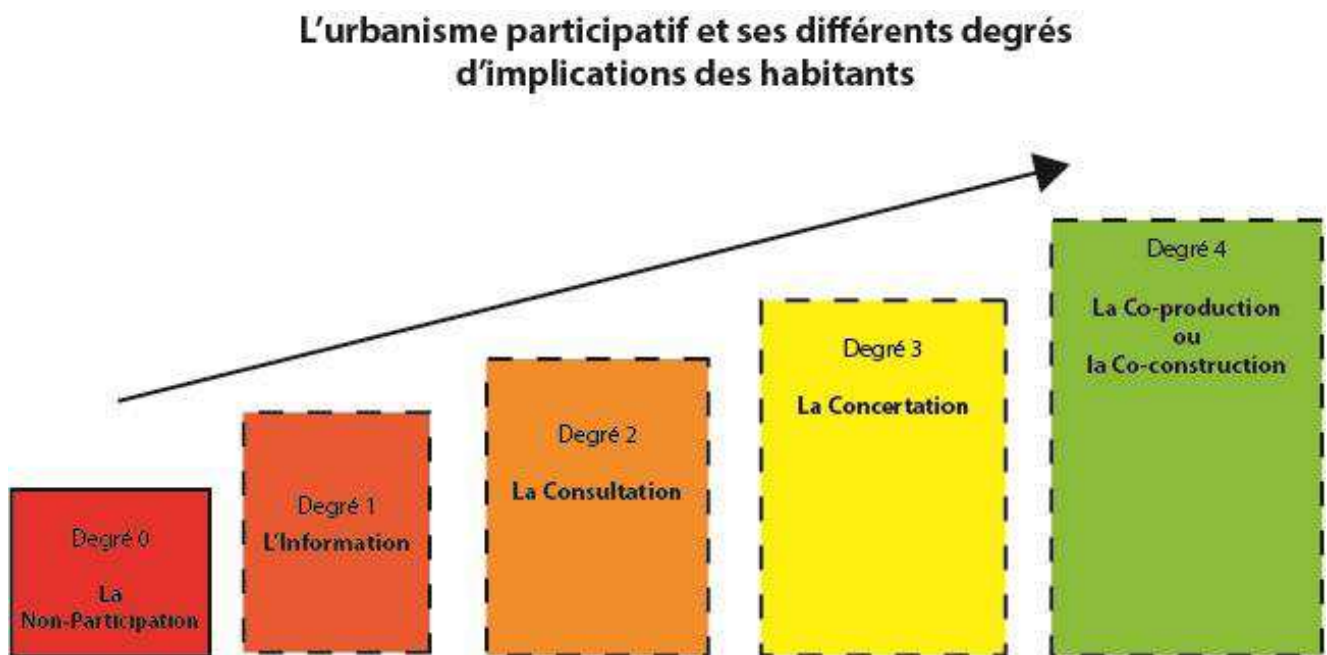 L'urbanisme participatif et ses différents degrés
d'implications des habitants
Degré 0
La
Non-Participation
Degré 1
L'Information
Degré 2
La Consultation
Degré 3
La Concertation
Degré 4
La Co-production
ou
la Co-construction